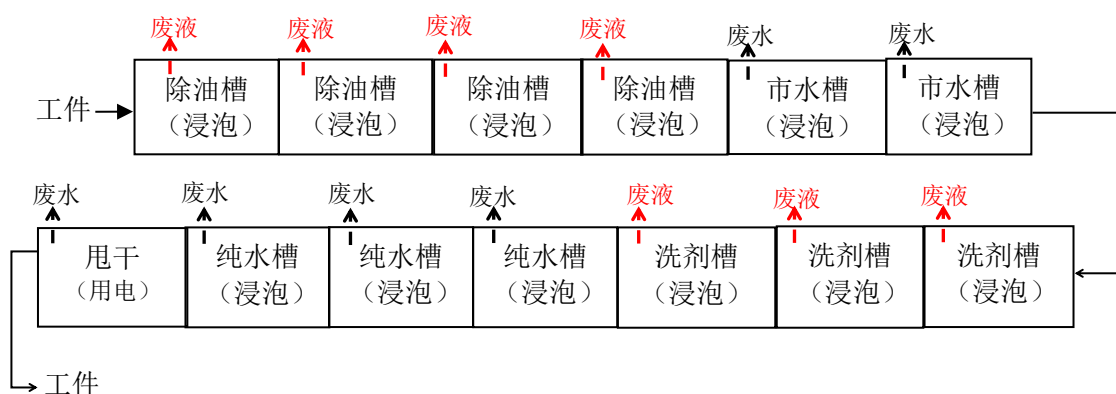 废液 废液 废液 废液 废水 废水
工件
除油槽 除油槽 除油槽 除油槽 市水槽 市水槽
（浸泡） （浸泡） （浸泡） （浸泡） （浸泡） （浸泡）
废水 废水 废水 废水 废液 废液 废液
甩干 纯水槽 纯水槽 纯水槽 洗剂槽 洗剂槽 洗剂槽
（用电） （浸泡） （浸泡） （浸泡） （浸泡） （浸泡） （浸泡）
工件